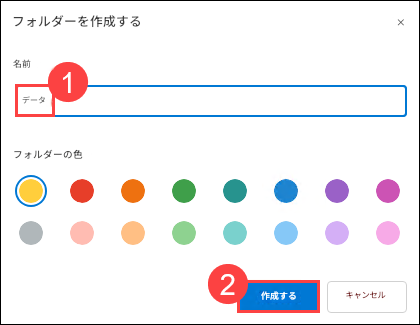 フォルダーを作成する
×
名前
1
データ
フォルダーの色
2
作成する
キャンセル